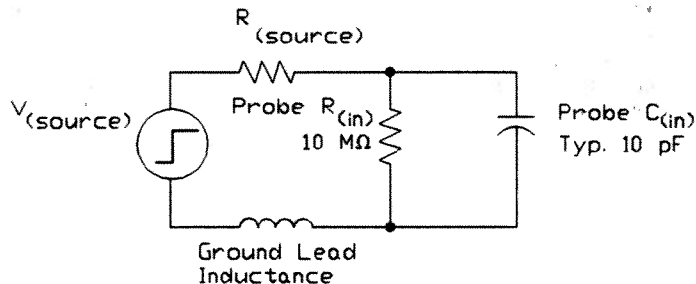 R(source)
V(source)
Probe R(in)
10 MΩ
Probe C(in)
Typ. 10 pF
Ground Lead
Inductance